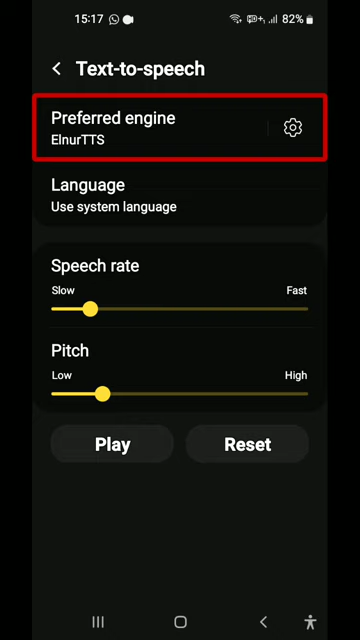 15:17 82%
Text-to-speech
Preferred engine
ElnurTTS
Language
Use system language
Speech rate
Slow Fast
Pitch
Low High
Play Reset